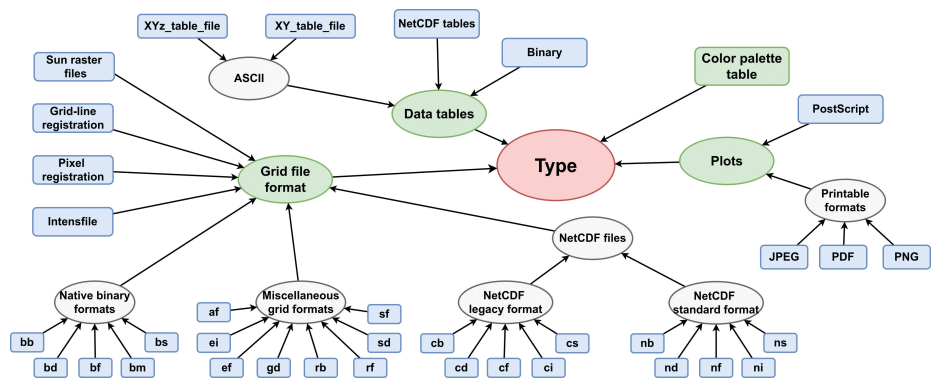 XYz_table_file
XY_table_file
NetCDF tables
Binary
Sun raster
files
ASCII
Color palette
table
Data tables
Grid-line
registration
PostScript
Pixel
registration
Grid file
format
Type
Plots
Intensfile
Printable
formats
NetCDF files
JPEG
PDF
PNG
Native binary
formats
Miscellaneous
grid formats
NetCDF
legacy format
NetCDF
standard format
af
sf
bb
bs
ei
sd
cb
cs
nb
ns
bd
bf
bm
ef
gd
rb
rf
cd
cf
ci
nd
nf
ni